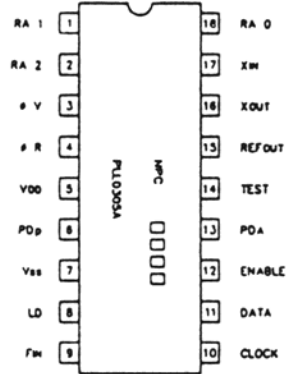 RA 1 1 18 RA 0
RA 2 2 17 XIN
φ V 3 16 XOUT
φ R 4 15 REFOUT
VDD 5 14 TEST
PDp 6 13 PDA
Vss 7 12 ENABLE
LD 8 11 DATA
FIN 9 10 CLOCK
NPC
PLLD305A